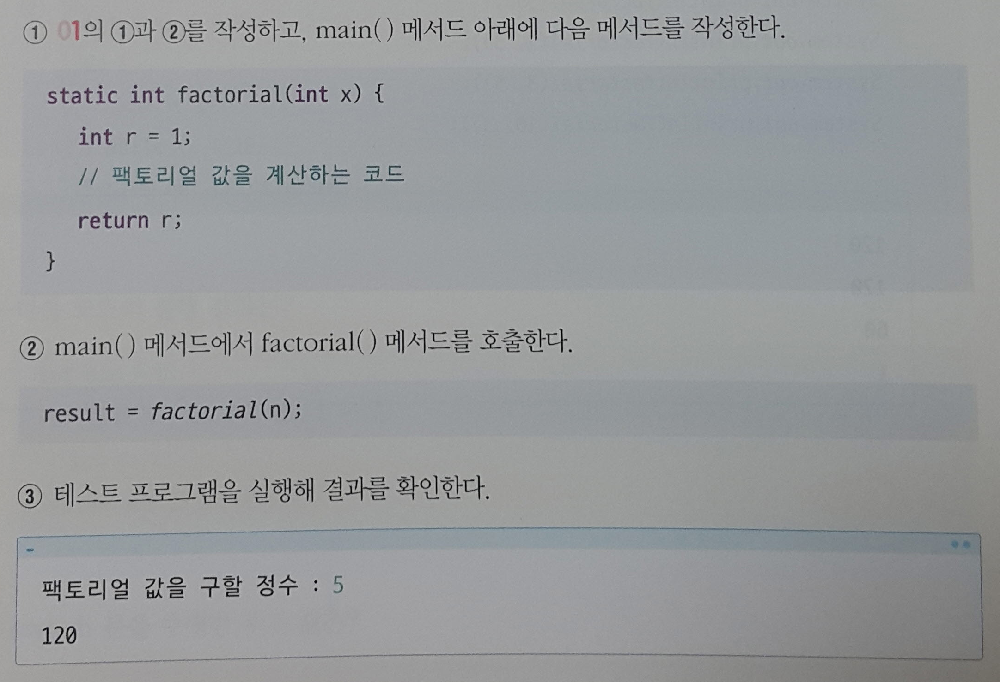 ① 01의 ①과 ②를 작성하고, main( ) 메서드 아래에 다음 메서드를 작성한다.
static int factorial(int x) {
int r = 1;
// 팩토리얼 값을 계산하는 코드
return r;
}
② main( ) 메서드에서 factorial( ) 메서드를 호출한다.
result = factorial(n);
③ 테스트 프로그램을 실행해 결과를 확인한다.
팩토리얼 값을 구할 정수 : 5
120